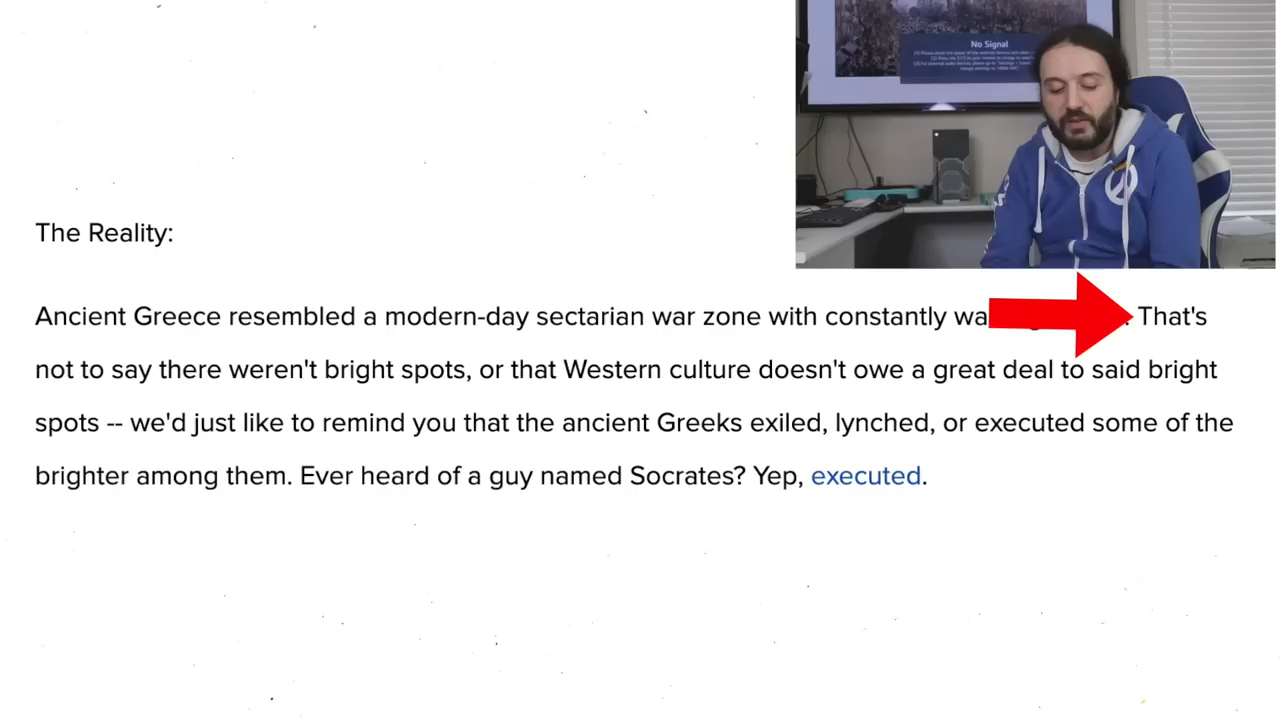 No Signal
The Reality:
Ancient Greece resembled a modern-day sectarian war zone with constantly That's
not to say there weren't bright spots, or that Western culture doesn't owe a great deal to said bright
spots -- we'd just like to remind you that the ancient Greeks exiled, lynched, or executed some of the
brighter among them. Ever heard of a guy named Socrates? Yep, executed.